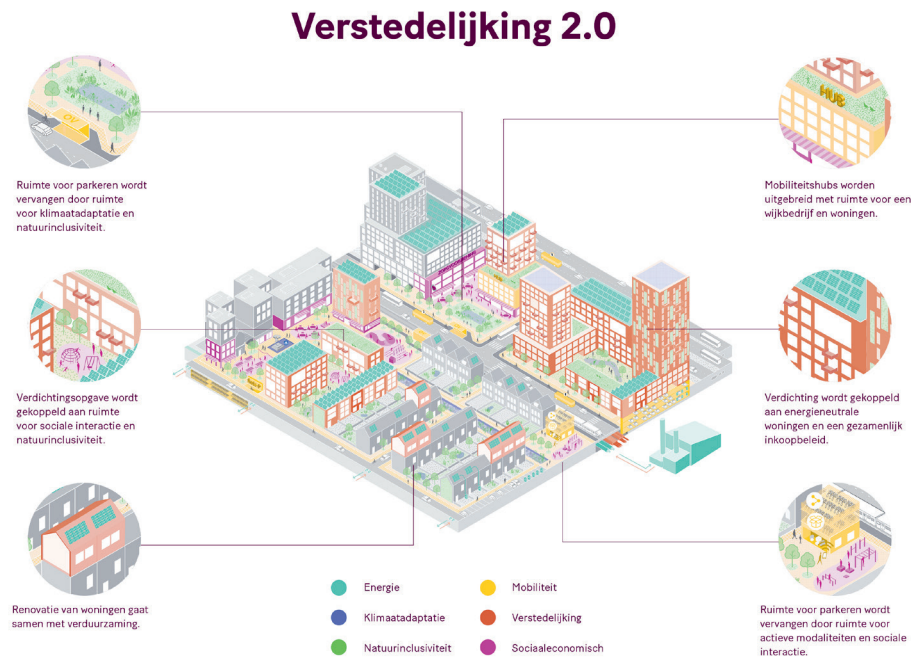 Verstedelijking 2.0
OV
Ruimte voor parkeren wordt
vervangen door ruimte
voor klimaatadaptatie en
natuurinclusiviteit.
HUB
Mobiliteitshubs worden
uitgebreid met ruimte voor een
wijkbedrijf en woningen.
Verdichtingsopgave wordt
gekoppeld aan ruimte
voor sociale interactie en
natuurinclusiviteit.
Verdichting wordt gekoppeld
aan energieneutrale
woningen en een gezamenlijk
inkoopbeleid.
Renovatie van woningen gaat
samen met verduurzaming.
Ruimte voor parkeren wordt
vervangen door ruimte voor
actieve modaliteiten en sociale
interactie.
Energie
Klimaatadaptatie
Natuurinclusiviteit
Mobiliteit
Verstedelijking
Sociaaleconomisch